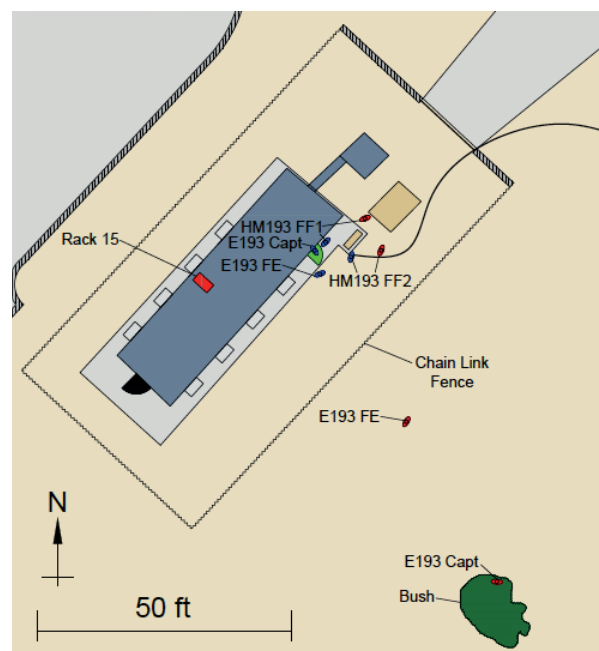 HM193 FF1
E193 Capt
Rack 15
E193 FE
HM193 FF2
Chain Link
Fence
E193 FE
N
E193 Capt
Bush
50 ft